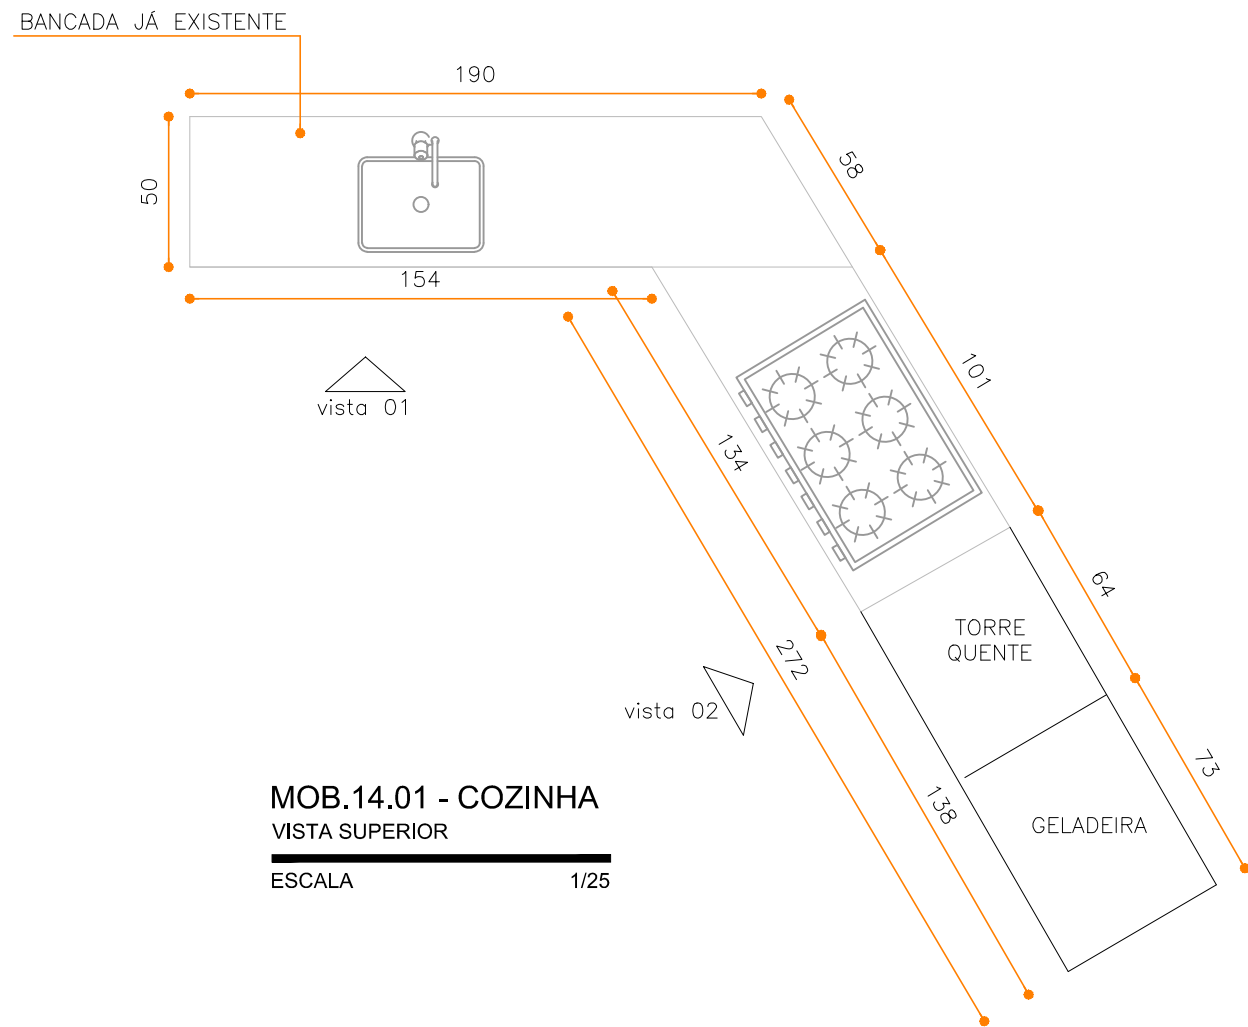 BANCADA JÁ EXISTENTE
190
58
50
154
101
vista 01
134
64
TORRE
QUENTE
272
vista 02
73
138
GELADEIRA
MOB.14.01 - COZINHA
VISTA SUPERIOR
ESCALA 1/25